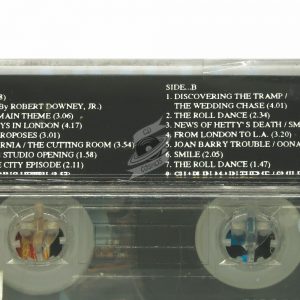 8)
By ROBERT DOWNEY, JR.)
MAIN THEME (3.06)
YS IN LONDON (4.17)
PROPOSES (3.01)
RNIA / THE CUTTING ROOM (3.54)
STUDIO OPENING (1.58)
E CITY EPISODE (2.11)
SIDE...B
1. DISCOVERING THE TRAMP /
THE WEDDING CHASE (4.01)
2. THE ROLL DANCE (2.34)
3. NEWS OF HETTY'S DEATH / SM
4. FROM LONDON TO L.A. (3.20)
5. JOAN BARRY TROUBLE / OONA
6. SMILE (2.05)
7. THE ROLL DANCE (1.47)